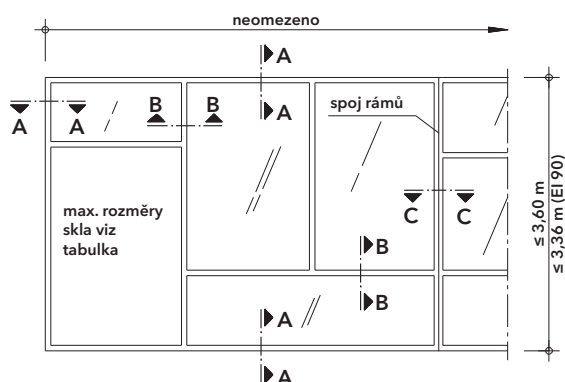 neomezeno
A
A
A
B
B
A
A
spoj rámů
C
C
max. rozměry
skla viz
tabulka
B
B
A
A
≤ 3,60 m
≤ 3,36 m (EI 90)